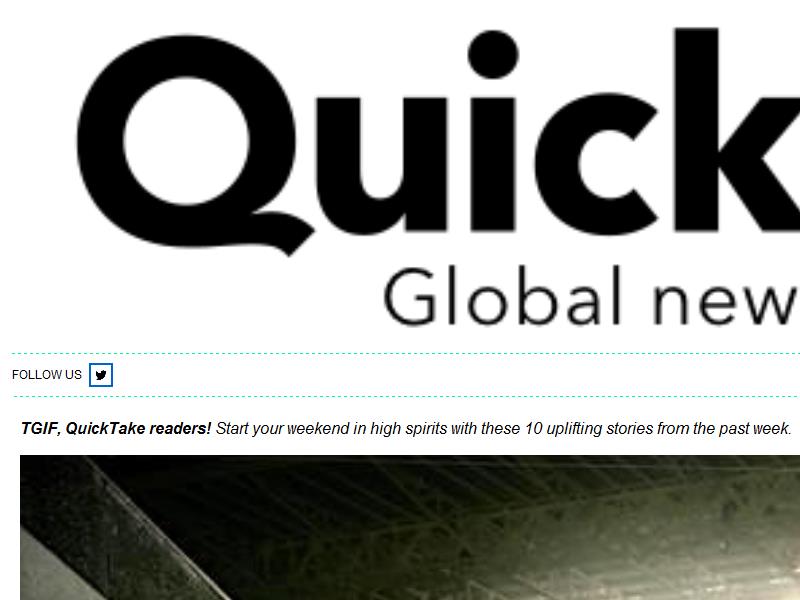 Quick
Global new
FOLLOW US
TGIF, QuickTake readers! Start your weekend in high spirits with these 10 uplifting stories from the past week.